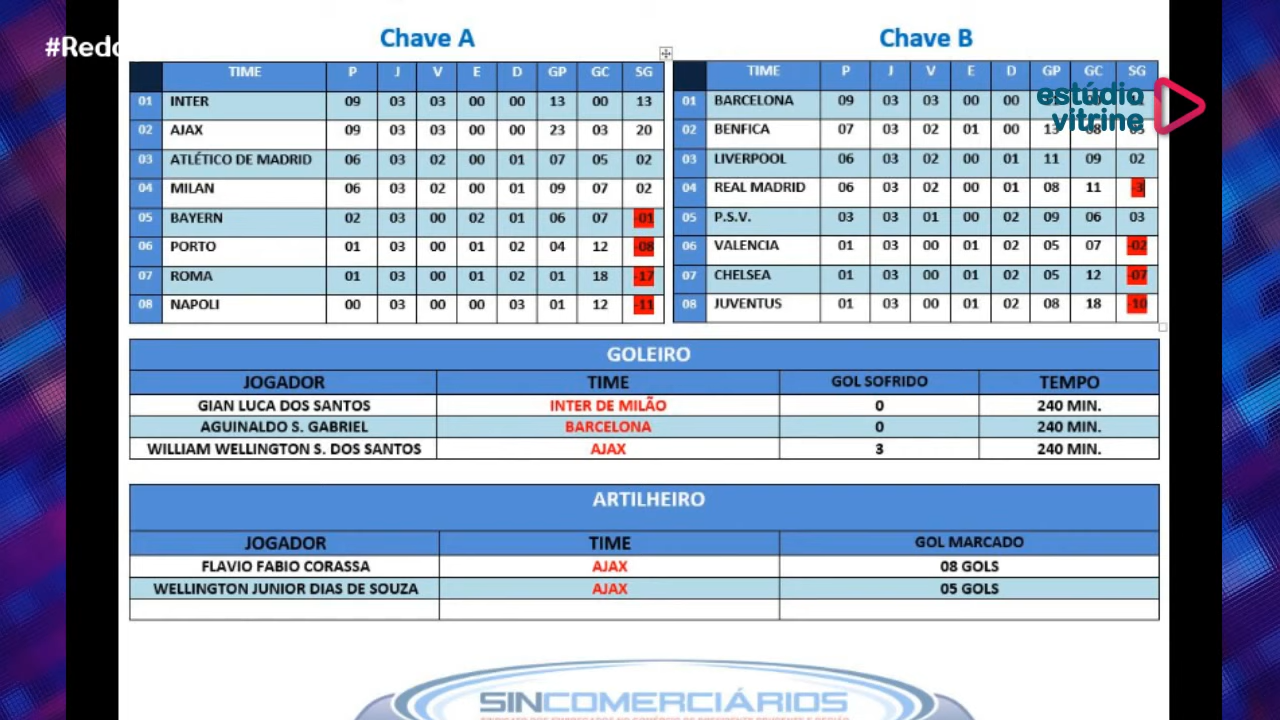 #Redo
Chave A
TIME P J V E D GP GC SG
01 INTER 09 03 03 00 00 13 00 13
02 AJAX 09 03 03 00 00 23 03 20
03 ATLÉTICO DE MADRID 06 03 02 00 01 07 05 02
04 MILAN 06 03 02 00 01 09 07 02
05 BAYERN 02 03 00 02 01 06 07 -01
06 PORTO 01 03 00 01 02 04 12 -08
07 ROMA 01 03 00 01 02 01 18 -17
08 NAPOLI 00 03 00 00 03 01 12 -11
Chave B
TIME P J V E D GP GC SG
01 BARCELONA 09 03 03 00 00
02 BENFICA 07 03 02 01 00 13 08 05
03 LIVERPOOL 06 03 02 00 01 11 09 02
04 REAL MADRID 06 03 02 00 01 08 11 -3
05 P.S.V. 03 03 01 00 02 09 06 03
06 VALENCIA 01 03 00 01 02 05 07 -02
07 CHELSEA 01 03 00 01 02 05 12 -07
08 JUVENTUS 01 03 00 01 02 08 18 -10
estúdio
vitrine
GOLEIRO
JOGADOR TIME GOL SOFRIDO TEMPO
GIAN LUCA DOS SANTOS INTER DE MILÃO 0 240 MIN.
AGUINALDO S. GABRIEL BARCELONA 0 240 MIN.
WILLIAM WELLINGTON S. DOS SANTOS AJAX 3 240 MIN.
ARTILHEIRO
JOGADOR TIME GOL MARCADO
FLAVIO FABIO CORASSA AJAX 08 GOLS
WELLINGTON JUNIOR DIAS DE SOUZA AJAX 05 GOLS
SINCOMERCIÁRIOS